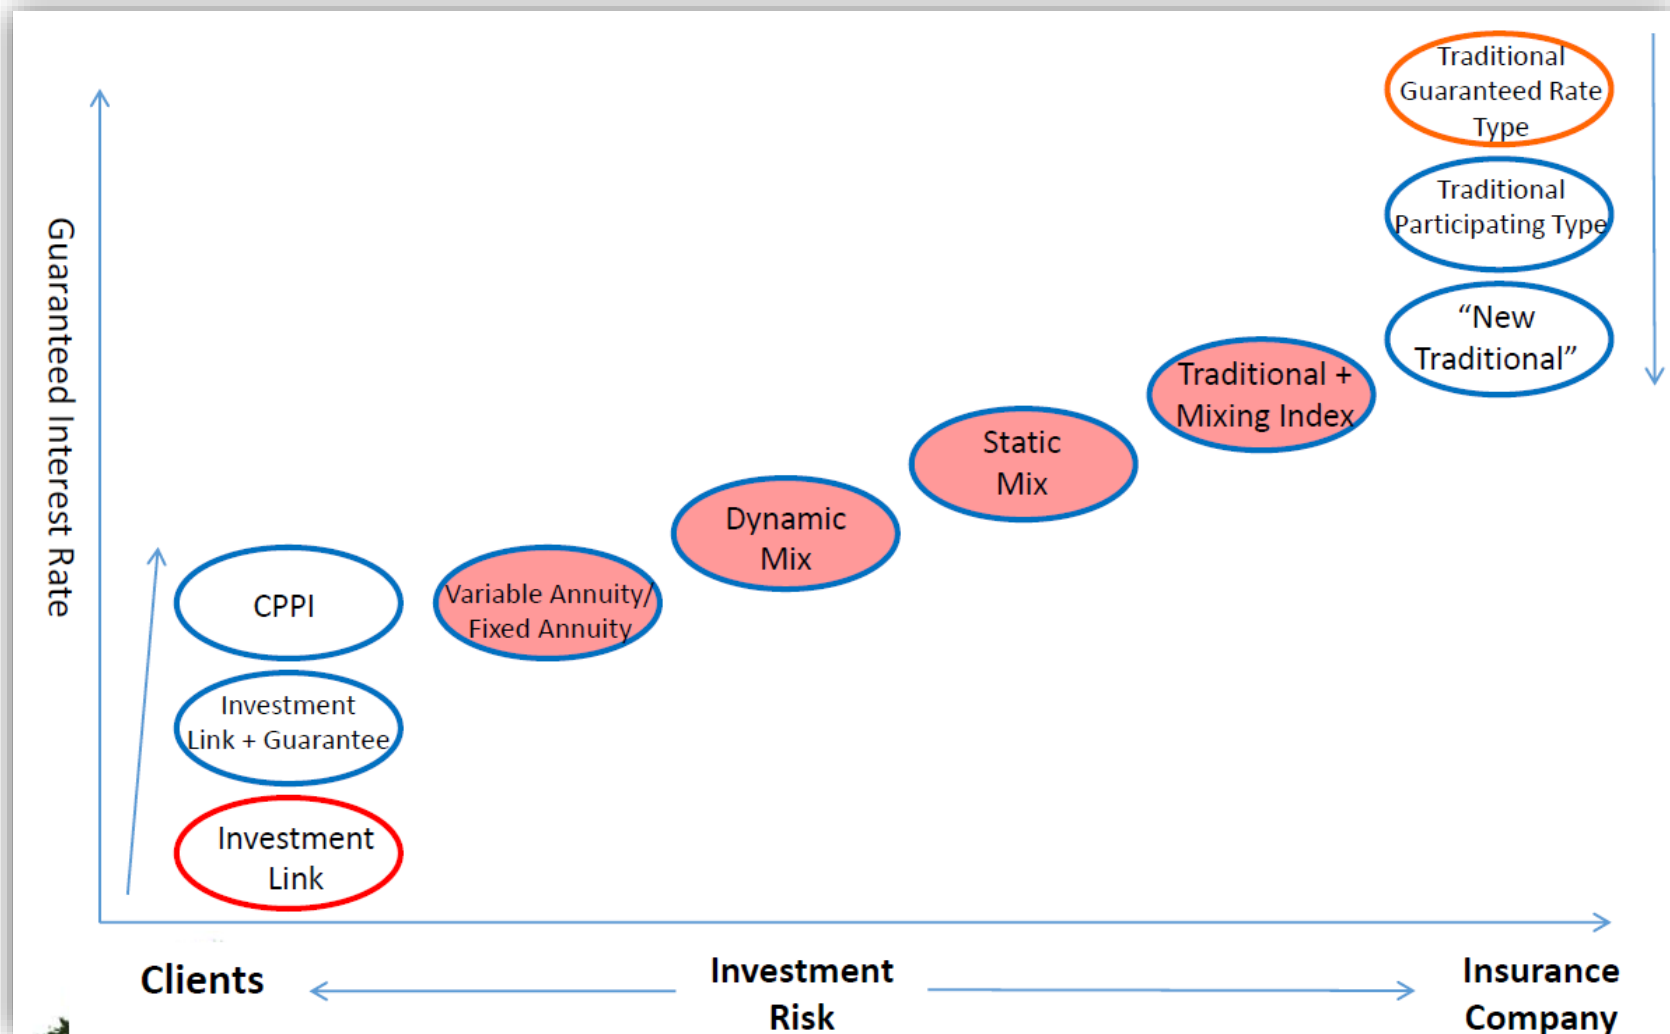 Traditional
Guaranteed Rate
Type
Traditional
Participating Type
“New
Traditional”
Traditional +
Mixing Index
Static
Mix
Dynamic
Mix
Variable Annuity/
Fixed Annuity
CPPI
Investment
Link + Guarantee
Investment
Link
Guaranteed Interest Rate
Clients
Investment
Risk
Insurance
Company